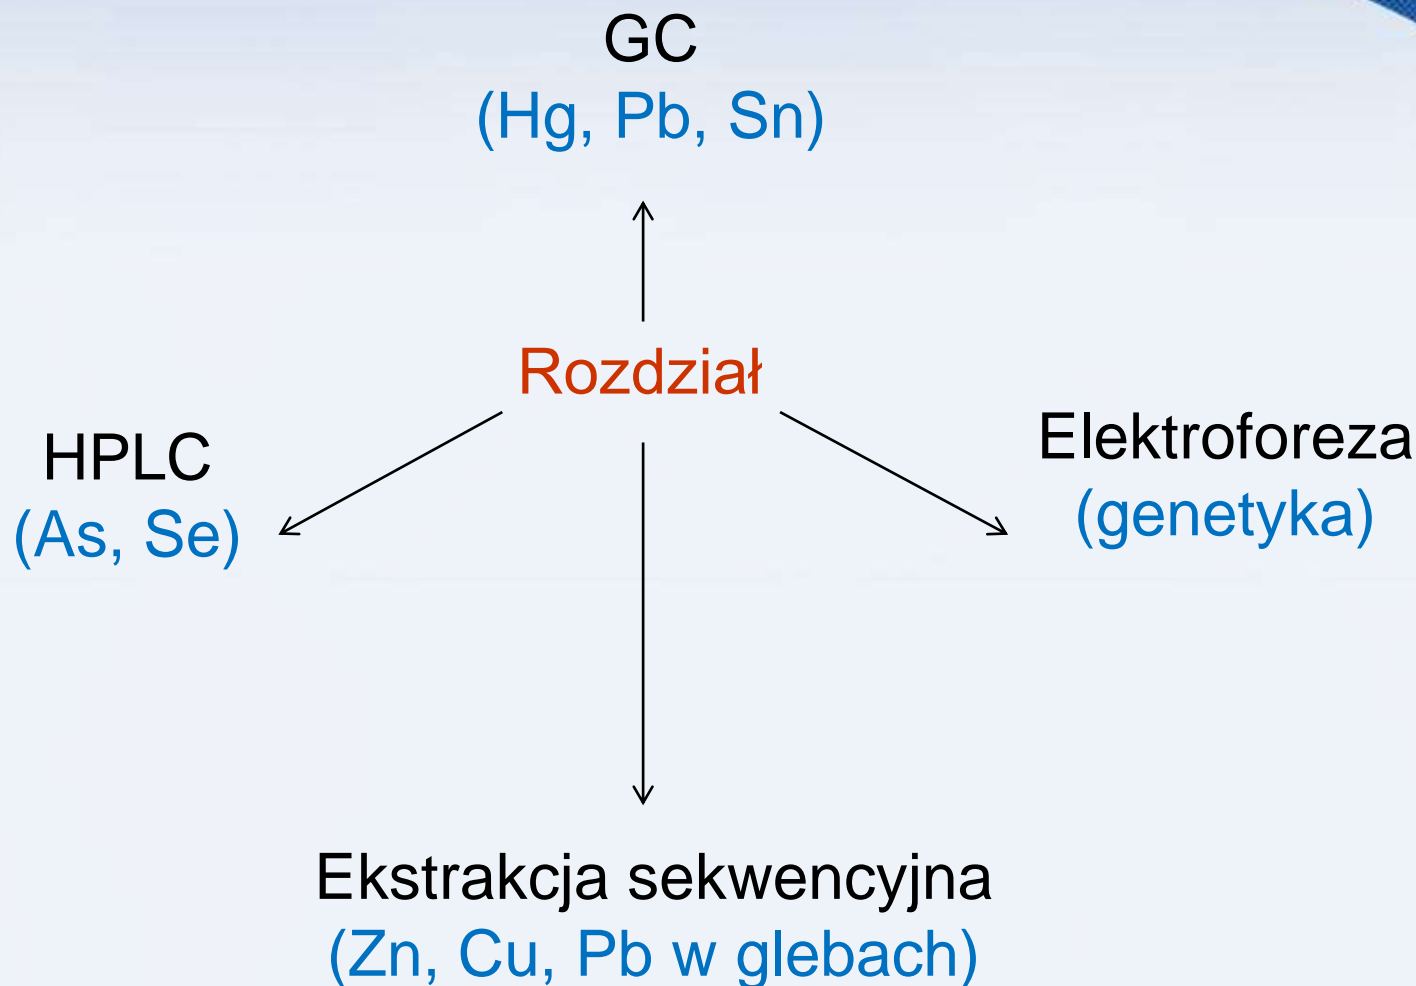 GC
(Hg, Pb, Sn)
Rozdział
HPLC
(As, Se)
Elektroforeza
(genetyka)
Ekstrakcja sekwencyjna
(Zn, Cu, Pb w glebach)